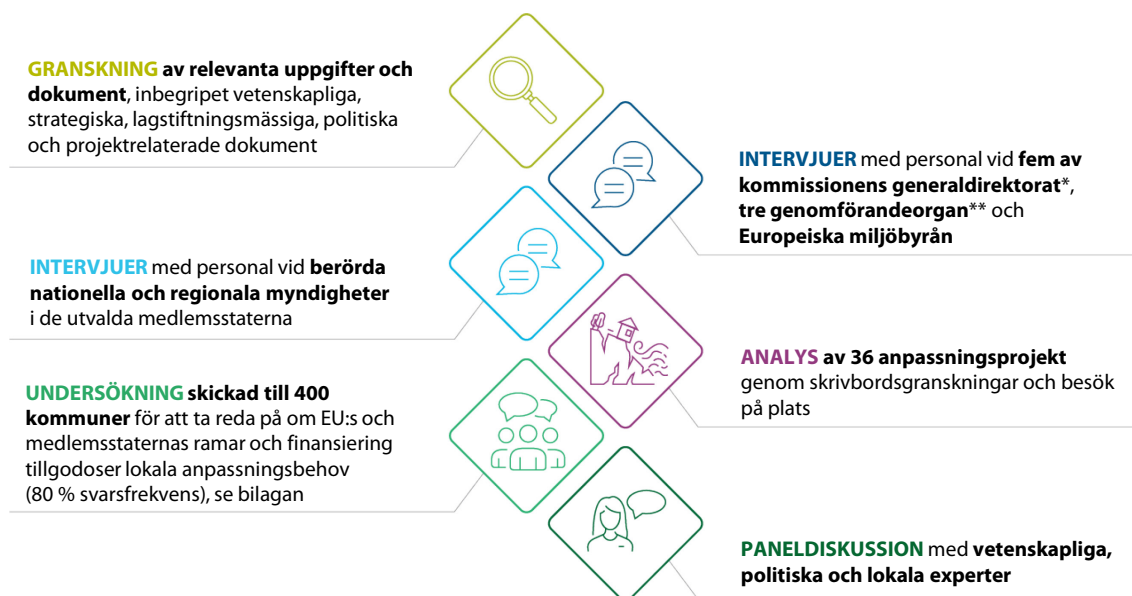 GRANSKNING av relevanta uppgifter och
dokument, inbegripet vetenskapliga,
strategiska, lagstiftningsmässiga, politiska
och projektrelaterade dokument
INTERVJUER med personal vid fem av
kommissionens generaldirektorat*,
tre genomförandeorgan** och
Europeiska miljöbyrån
INTERVJUER med personal vid berörda
nationella och regionala myndigheter
i de utvalda medlemsstaterna
ANALYS av 36 anpassningsprojekt
genom skrivbordsgranskningar och besök
på plats
UNDERSÖKNING skickad till 400
kommuner för att ta reda på om EU:s och
medlemsstaternas ramar och finansiering
tillgodoser lokala anpassningsbehov
(80 % svarsfrekvens), se bilagan
PANELDISKUSSION med vetenskapliga,
politiska och lokala experter